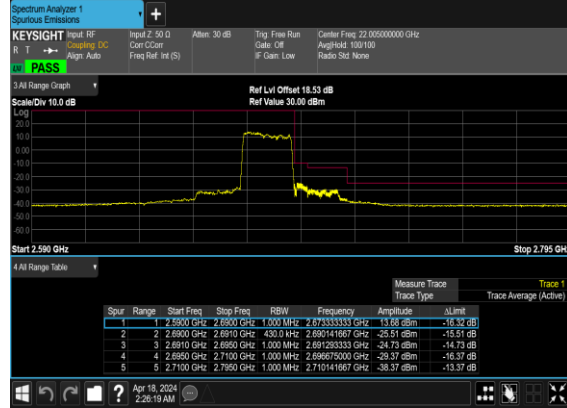 Spectrum Analyzer 1
Spurious Emissions
+
KEYSIGHT Input: RF Input Z: 50 Ω Atten: 30 dB Trig: Free Run Center Freq: 22.005000000 GHz
R T Coupling: DC Corr CCorr Gate: Off Avg|Hold: 100/100
Align: Auto Freq Ref: Int (S) IF Gain: Low Radio Std: None
PASS
3 All Range Graph
Ref Lvl Offset 18.53 dB
Scale/Div 10.0 dB Ref Value 30.00 dBm
Log
20.0
10.0
0.00
-10.0
-20.0
-30.0
-40.0
-50.0
-60.0
Start 2.590 GHz Stop 2.795 GH
4 All Range Table
Measure Trace Trace 1
Trace Type Trace Average (Active)
Spur Range Start Freq Stop Freq RBW Frequency Amplitude ΔLimit
1 1 2.5900 GHz 2.6900 GHz 1.000 MHz 2.673333333 GHz 13.68 dBm -16.32 dB
2 2 2.6900 GHz 2.6910 GHz 430.0 kHz 2.690141667 GHz -25.51 dBm -15.51 dB
3 3 2.6910 GHz 2.6950 GHz 1.000 MHz 2.691293333 GHz -24.73 dBm -14.73 dB
4 4 2.6950 GHz 2.7100 GHz 1.000 MHz 2.696675000 GHz -29.37 dBm -16.37 dB
5 5 2.7100 GHz 2.7950 GHz 1.000 MHz 2.710141667 GHz -38.37 dBm -13.37 dB
? Apr 18, 2024
2:26:19 AM